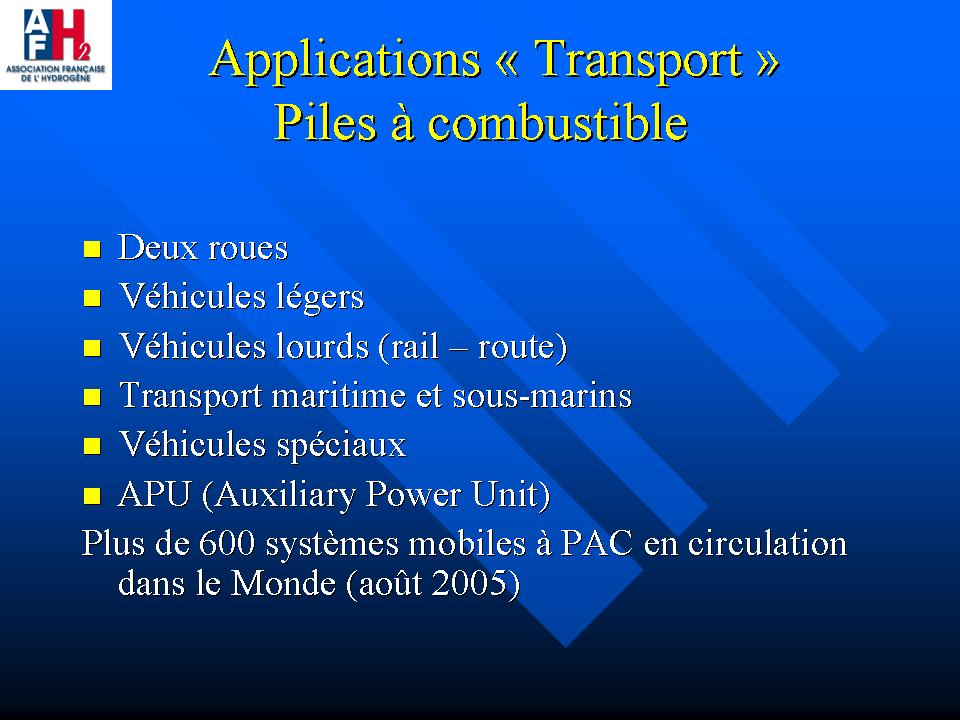 AFH2
ASSOCIATION FRANÇAISE
DE L'HYDROGÈNE
Applications « Transport »
Piles à combustible
Deux roues
Véhicules légers
Véhicules lourds (rail – route)
Transport maritime et sous-marins
Véhicules spéciaux
APU (Auxiliary Power Unit)
Plus de 600 systèmes mobiles à PAC en circulation
dans le Monde (août 2005)